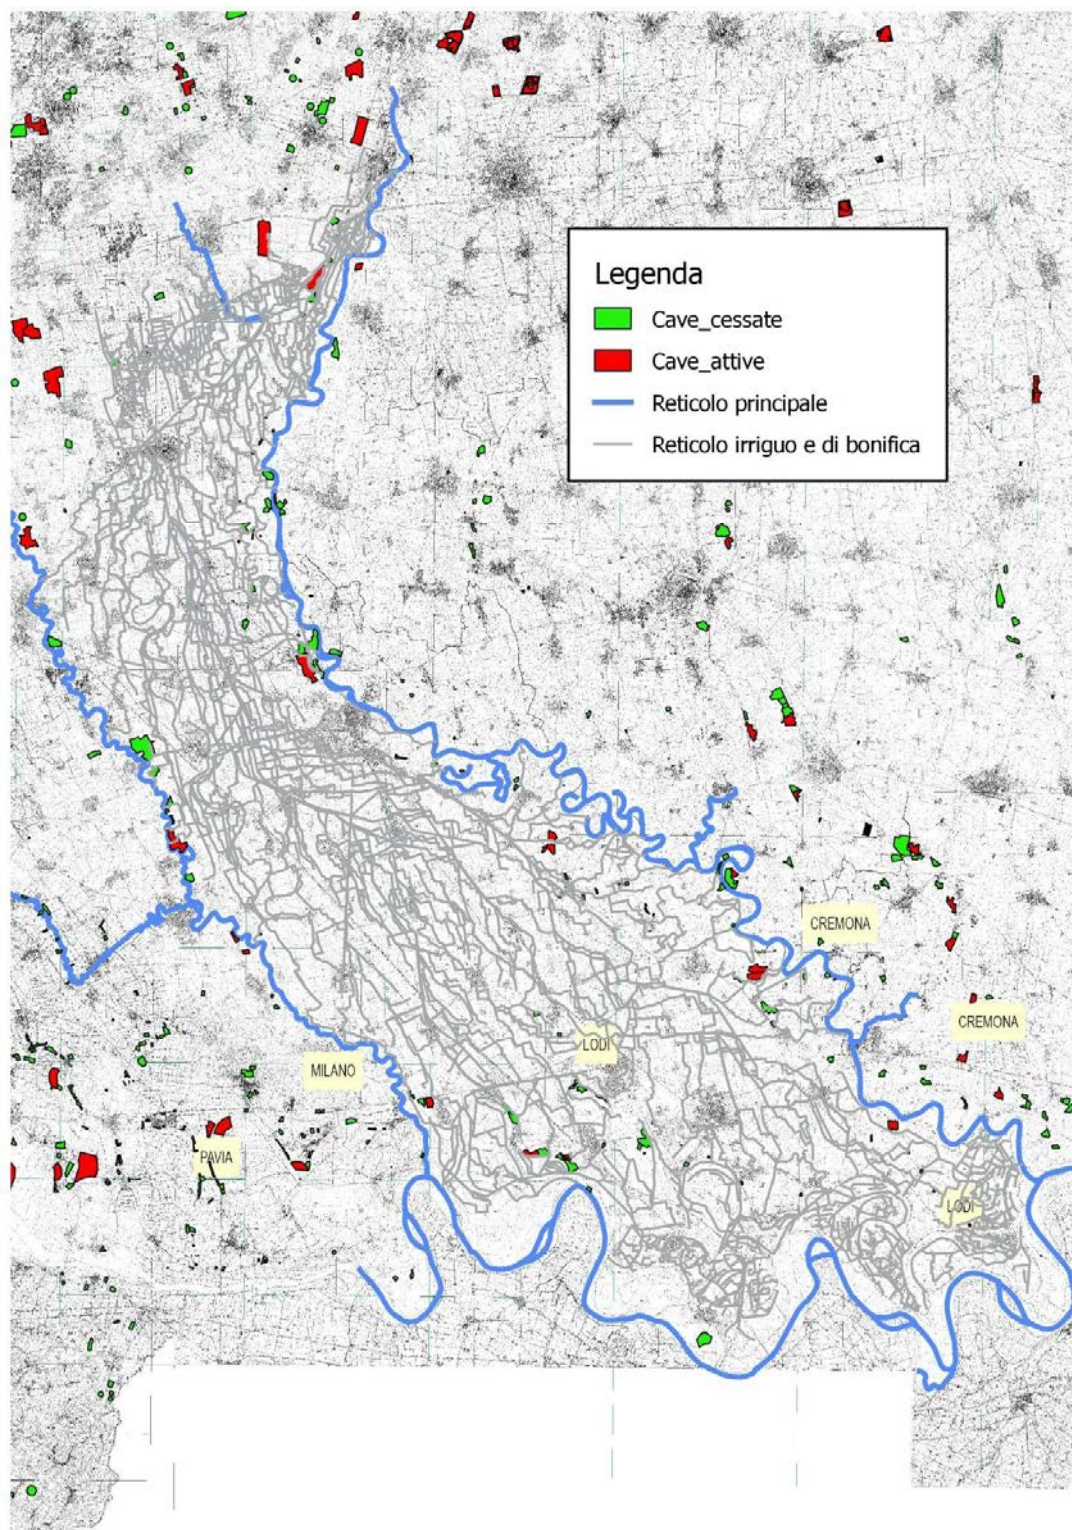 Legenda
Cave_cessate
Cave_attive
Reticolo principale
Reticolo irriguo e di bonifica
CREMONA
CREMONA
LODI
MILANO
PAVIA
LODI